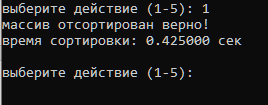 выберите действие (1-5): 1
массив отсортирован верно!
время сортировки: 0.425000 сек
выберите действие (1-5):